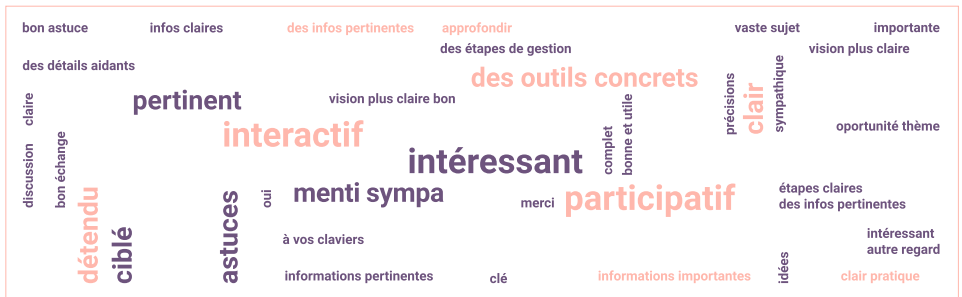 bon astuce
infos claires
des infos pertinentes
approfondir
vaste sujet
importante
des étapes de gestion
vision plus claire
des détails aidants
des outils concrets
sympathique
précisions
clair
claire
pertinent
vision plus claire bon
interactif
complet
bonne et utile
oportunité thème
discussion
bon échange
intéressant
détendu
ciblé
astuces
oui
menti sympa
merci
participatif
étapes claires
des infos pertinentes
à vos claviers
intéressant
autre regard
informations pertinentes
clé
informations importantes
idées
clair pratique